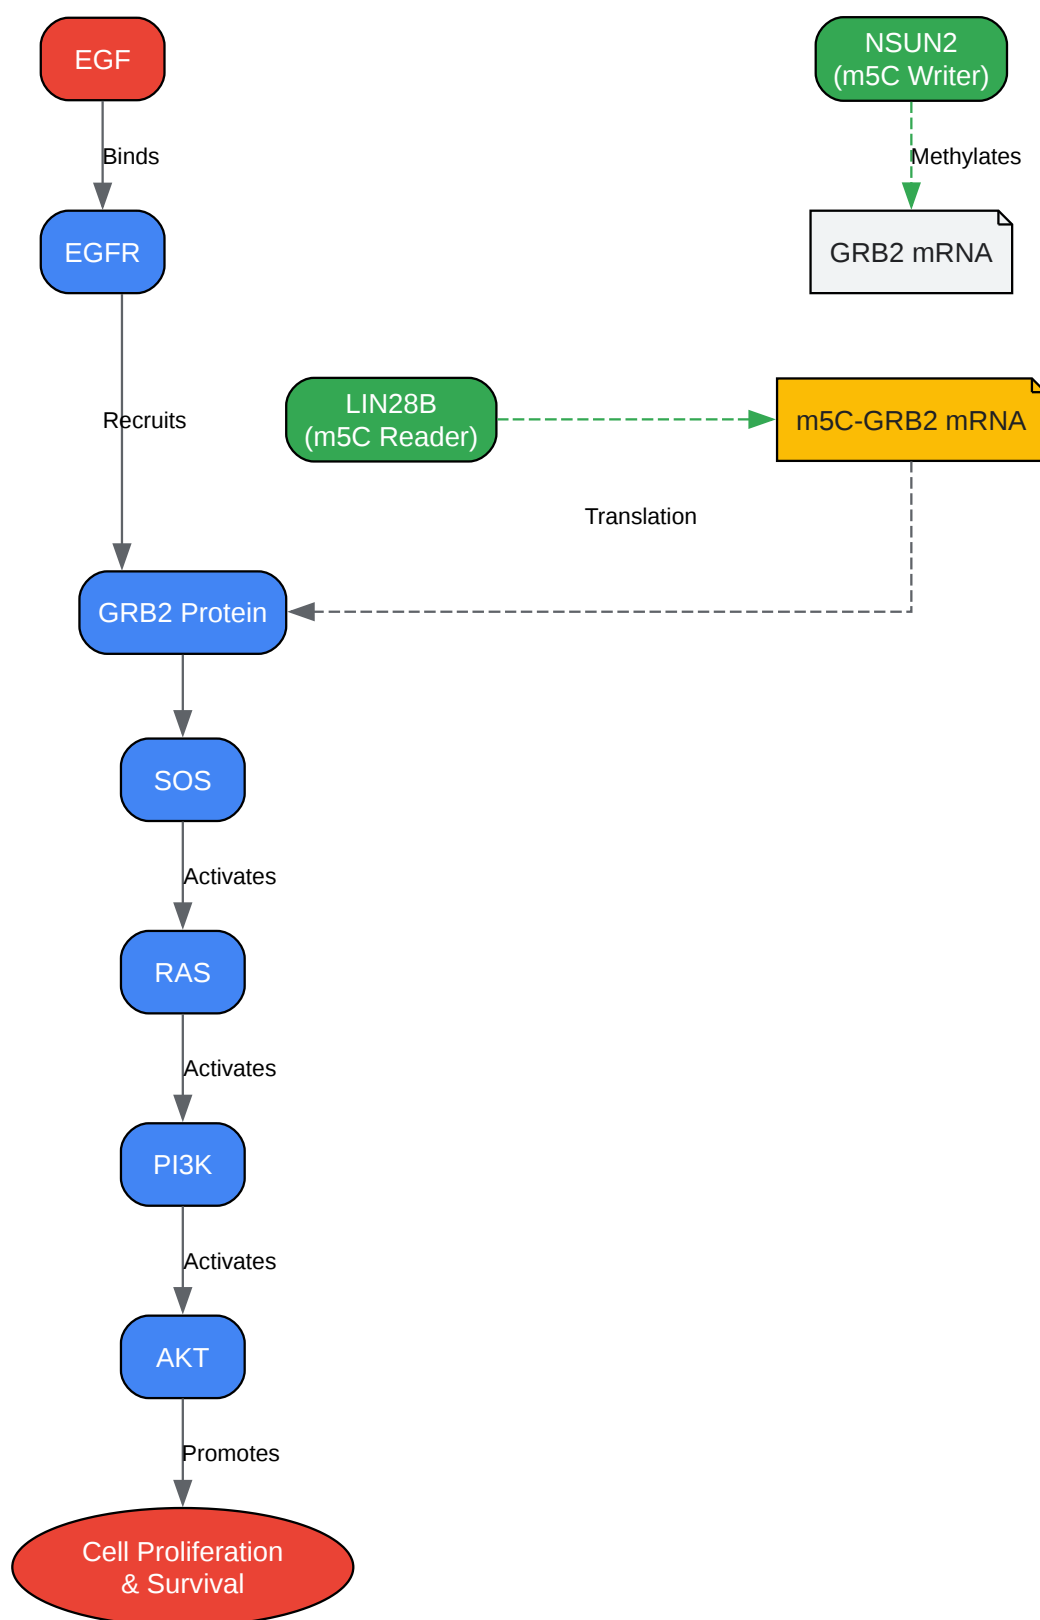 EGF
NSUN2
(m5C Writer)
Binds
Methylates
EGFR
GRB2 mRNA
Recruits
LIN28B
(m5C Reader)
m5C-GRB2 mRNA
Translation
GRB2 Protein
SOS
Activates
RAS
Activates
PI3K
Activates
AKT
Promotes
Cell Proliferation
& Survival